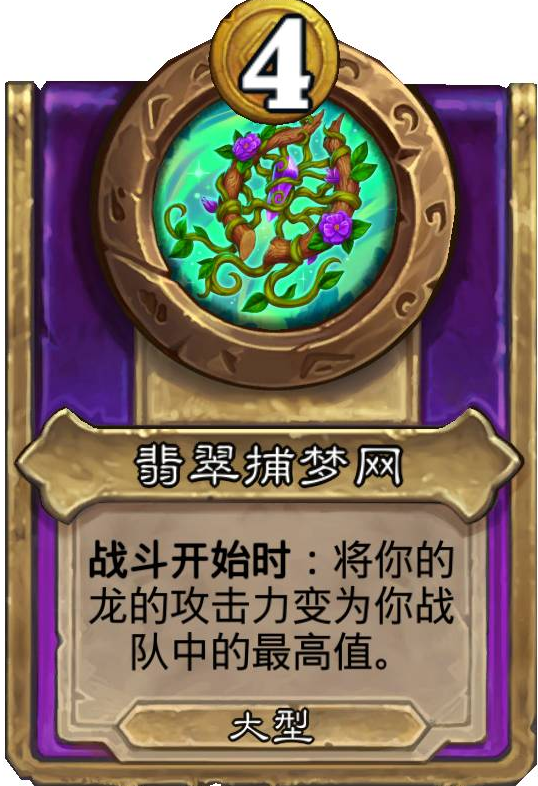 4
翡翠捕梦网
战斗开始时：将你的
龙的攻击力变为你战
队中的最高值。
大型